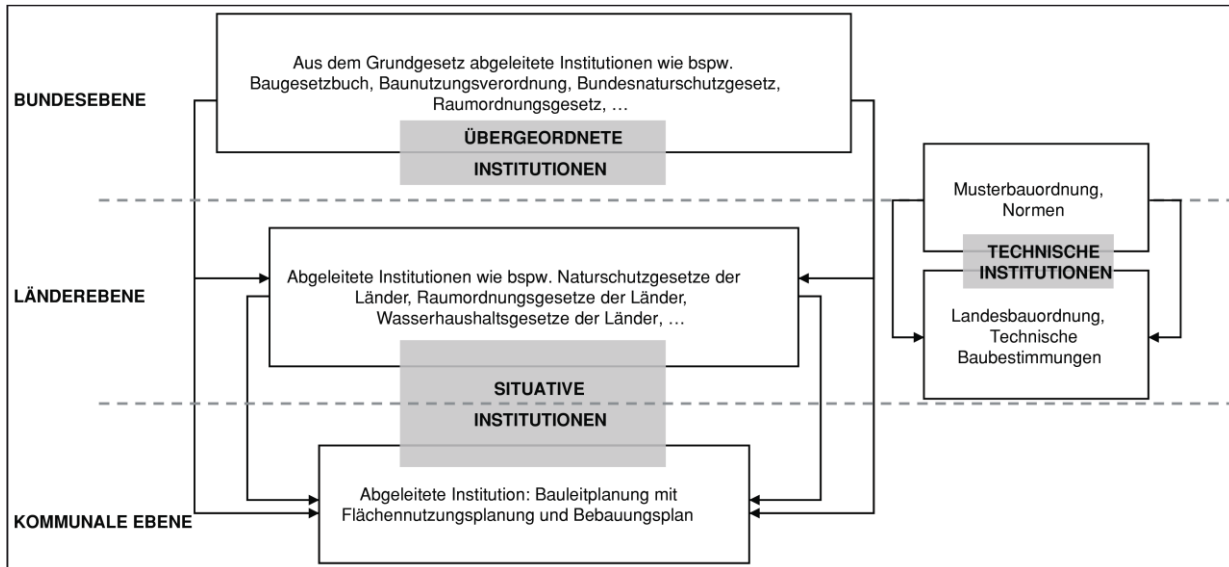 BUNDESEBENE
Aus dem Grundgesetz abgeleitete Institutionen wie bspw.
Baugesetzbuch, Baunutzungsverordnung, Bundesnaturschutzgesetz,
Raumordnungsgesetz, …
ÜBERGEORDNETE
INSTITUTIONEN
Musterbauordnung,
Normen
TECHNISCHE
INSTITUTIONEN
Landesbauordnung,
Technische
Baubestimmungen
LÄNDEREBENE
Abgeleitete Institutionen wie bspw. Naturschutzgesetze der
Länder, Raumordnungsgesetze der Länder,
Wasserhaushaltsgesetze der Länder, …
SITUATIVE
INSTITUTIONEN
KOMMUNALE EBENE
Abgeleitete Institution: Bauleitplanung mit
Flächennutzungsplanung und Bebauungsplan